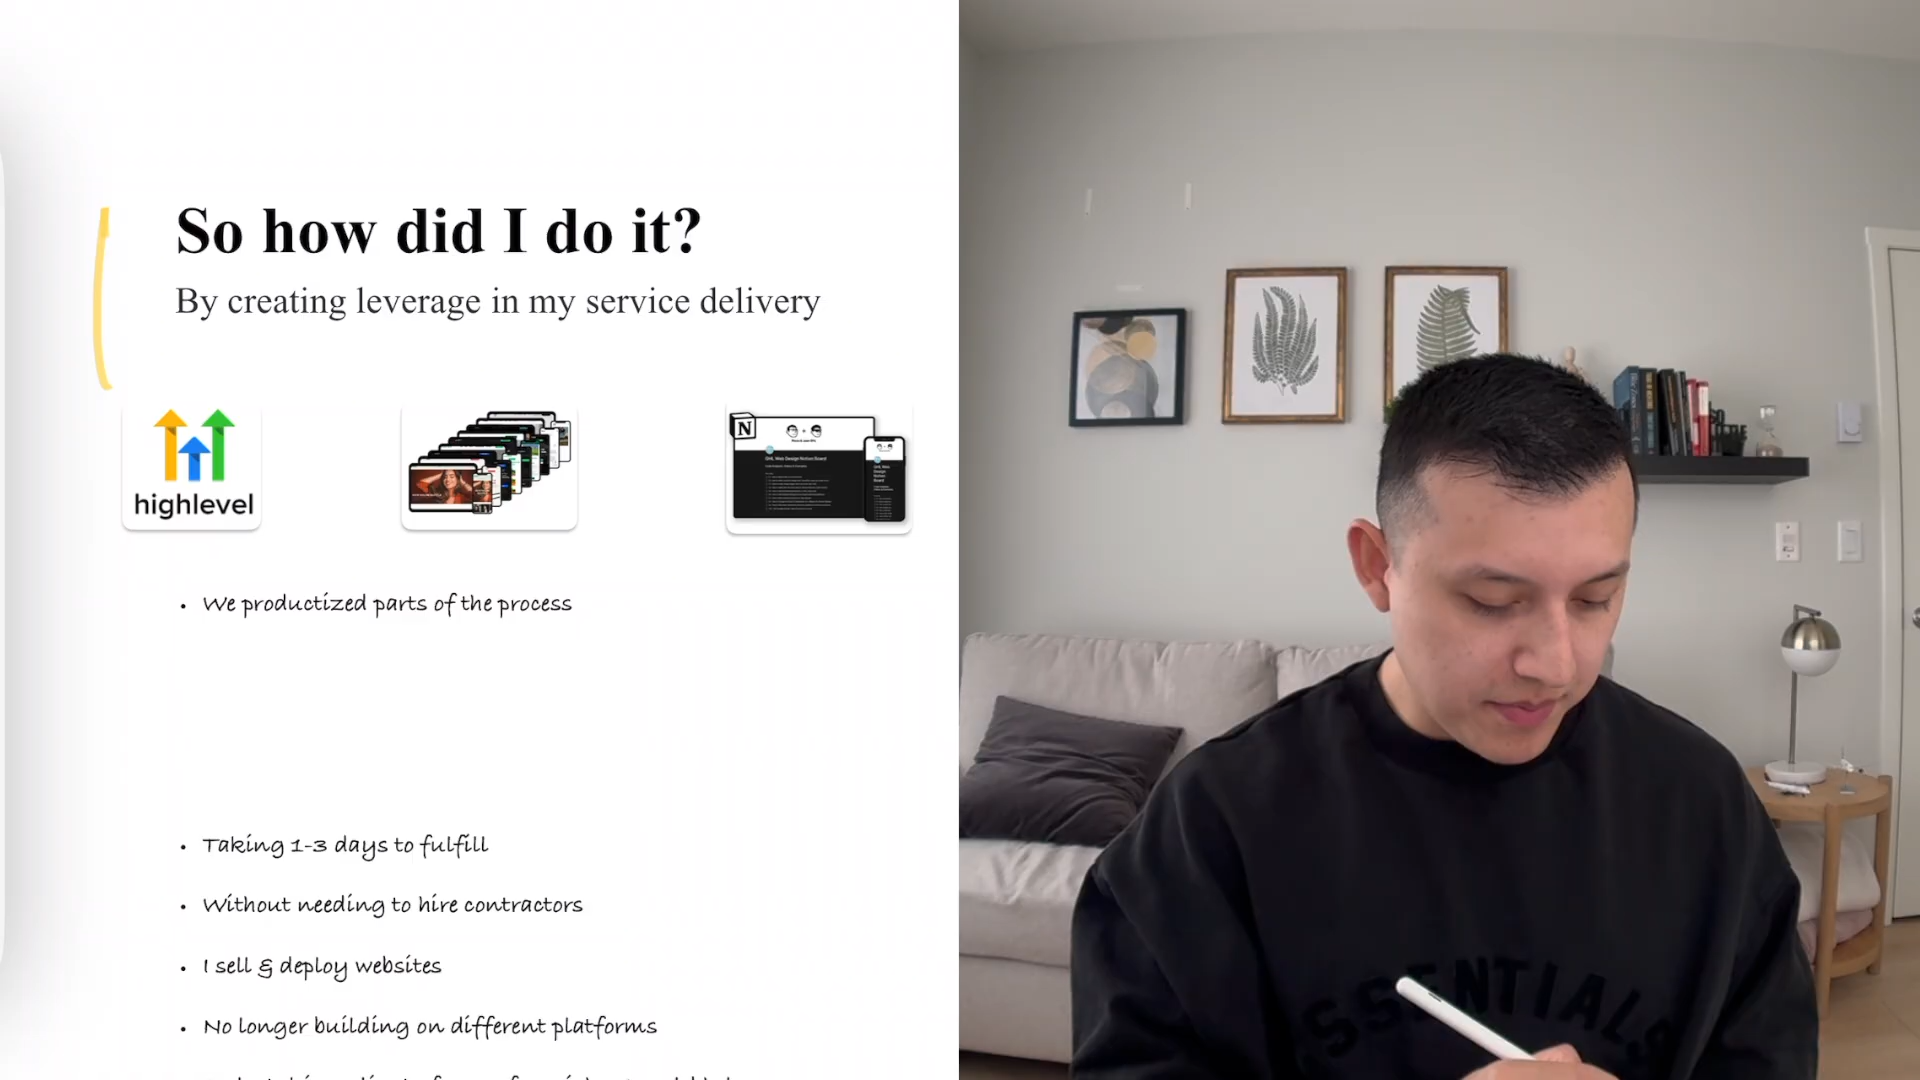 So how did I do it?
By creating leverage in my service delivery
highlevel
N
• We productized parts of the process
• Taking 1-3 days to fulfill
• Without needing to hire contractors
• I sell & deploy websites
• No longer building on different platforms
ESSENTIALS